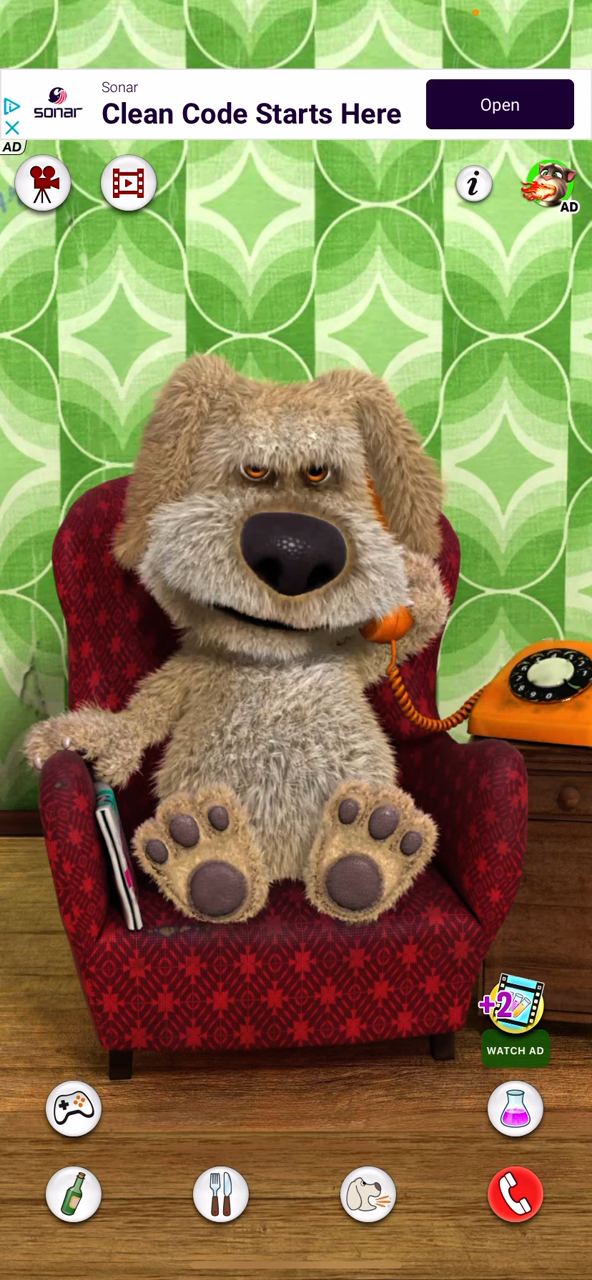 Sonar
sonar
Clean Code Starts Here
Open
AD
i
AD
+2
WATCH AD